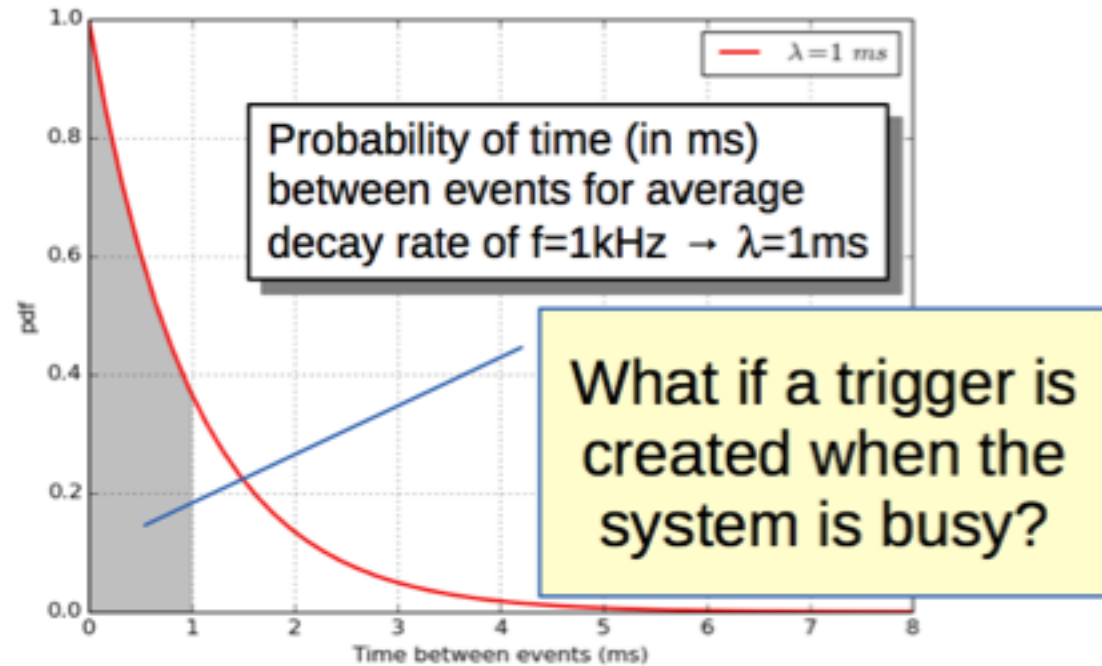 1.0
λ=1 ms
0.8
Probability of time (in ms)
between events for average
decay rate of f=1kHz → λ=1ms
0.6
pdf
0.4
What if a trigger is
created when the
system is busy?
0.2
0.0
0 1 2 3 4 5 6 7 8
Time between events (ms)